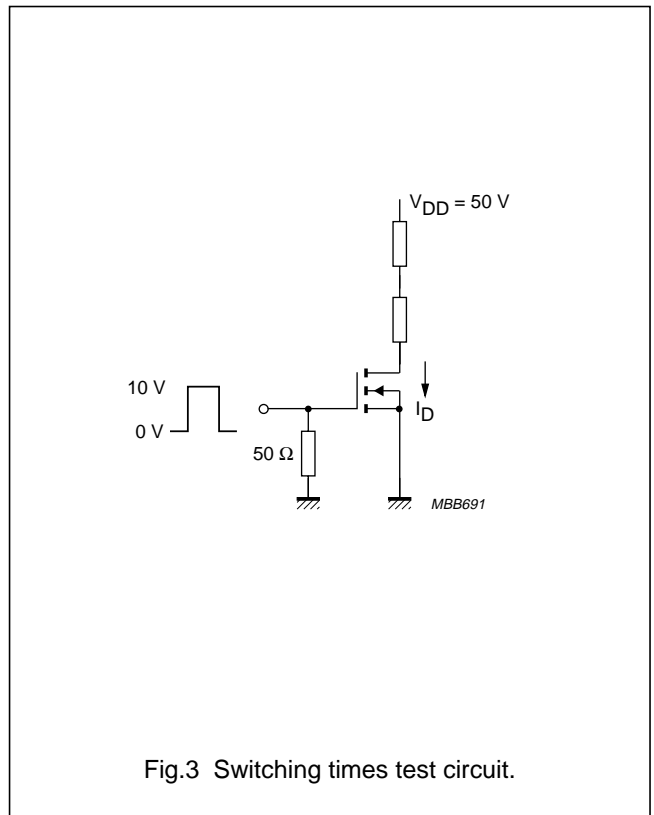 V_DD = 50 V
10 V
0 V
I_D
50 Ω
MBB691
Fig.3 Switching times test circuit.